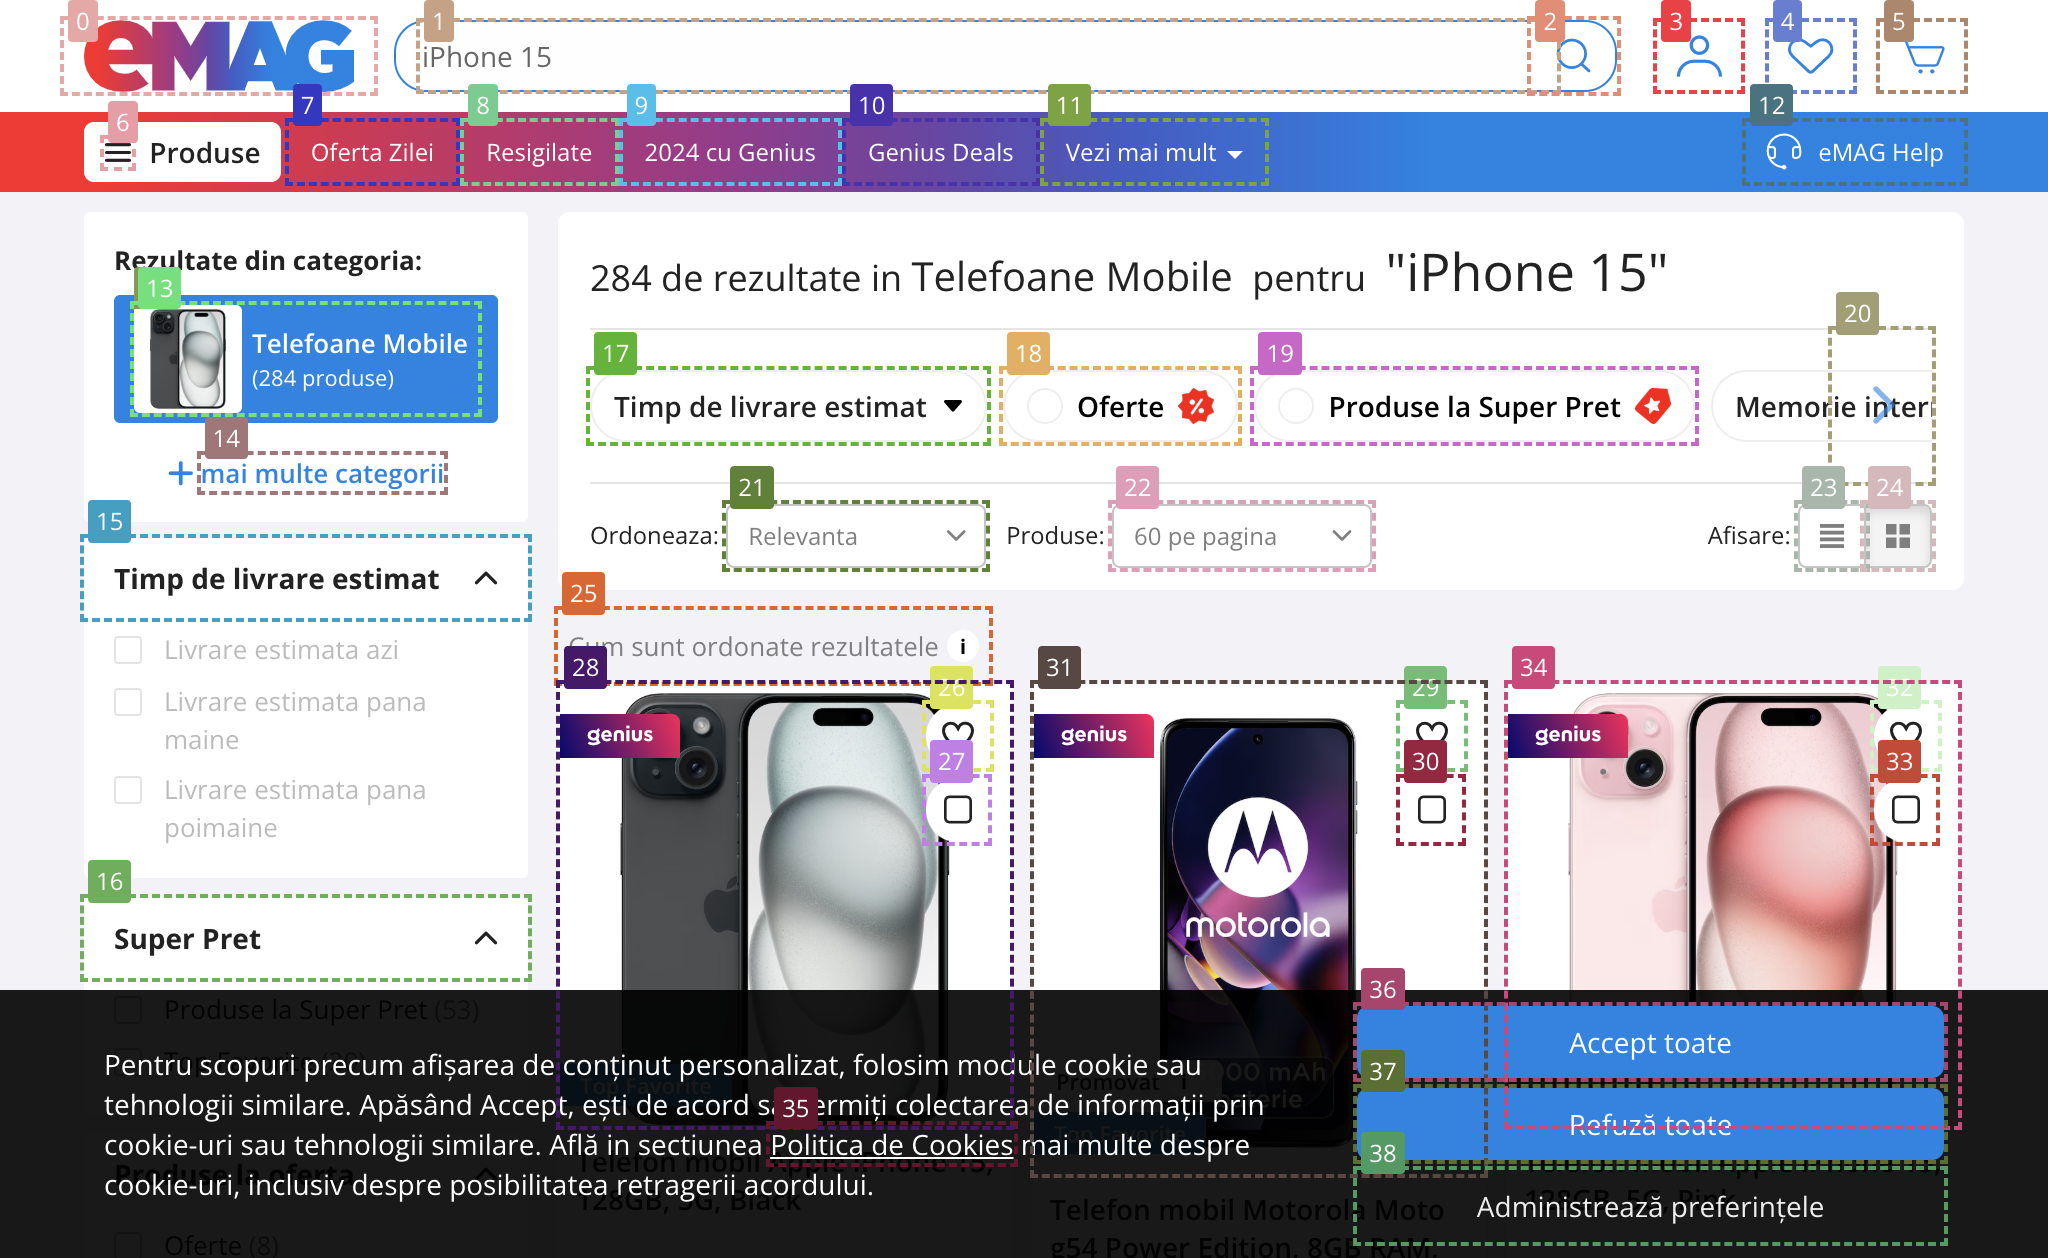 0
1
2
3
4
5
eMAG
iPhone 15
6
7
8
9
10
11
12
Produse
Oferta Zilei
Resigilate
2024 cu Genius
Genius Deals
Vezi mai mult
eMAG Help
Rezultate din categoria:
13
Telefoane Mobile
(284 produse)
14
mai multe categorii
15
Timp de livrare estimat
Livrare estimata azi
Livrare estimata pana
maine
Livrare estimata pana
poimaine
16
Super Pret
Produse la Super Pret (53)
Produse la oferta
Oferte (8)
284 de rezultate in Telefoane Mobile pentru "iPhone 15"
17
18
19
20
Timp de livrare estimat
Oferte
Produse la Super Pret
Memorie inter
21
22
23
24
Ordoneaza:
Relevanta
Produse:
60 pe pagina
Afisare:
25
Cum sunt ordonate rezultatele
i
28
26
27
genius
Top Favorite
Telefon mobil Apple iPhone 15,
128GB, 5G, Black
31
29
30
genius
motorola
Promovat
Top Favorite
Telefon mobil Motorola Moto
g54 Power Edition, 8GB RAM,
34
32
33
genius
Pentru scopuri precum afișarea de conținut personalizat, folosim module cookie sau
tehnologii similare. Apăsând Accept, ești de acord să permiți colectarea de informații prin
cookie-uri sau tehnologii similare. Află in sectiunea Politica de Cookies mai multe despre
cookie-uri, inclusiv despre posibilitatea retragerii acordului.
35
36
Accept toate
37
Refuză toate
38
Administrează preferințele